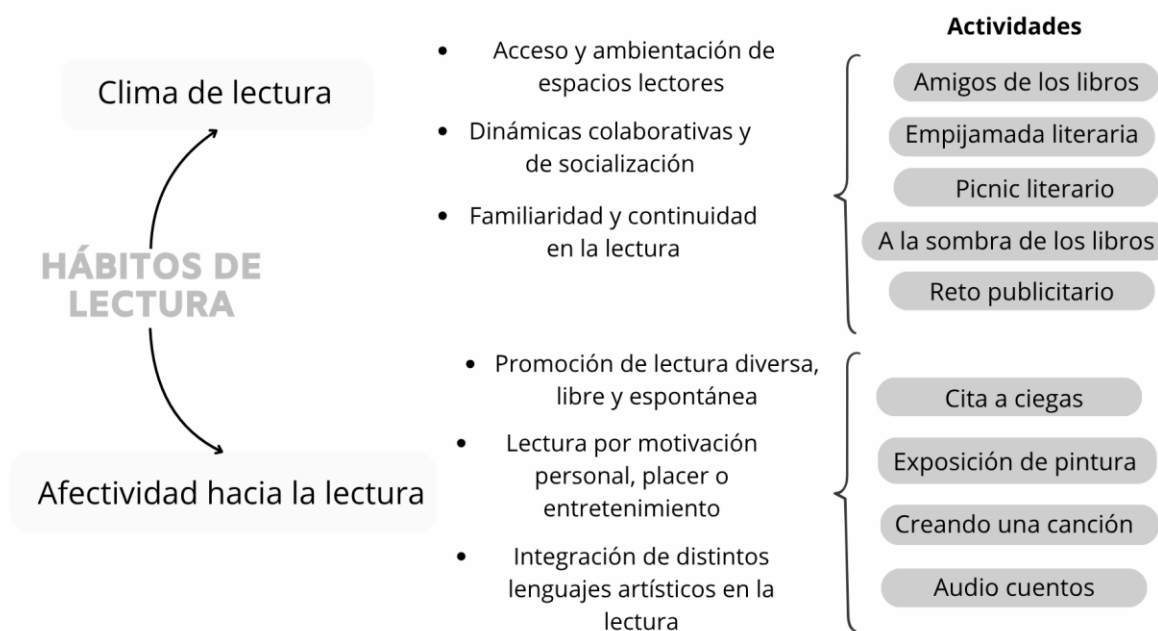 HÁBITOS DE
LECTURA
Clima de lectura
• Acceso y ambientación de
espacios lectores
• Dinámicas colaborativas y
de socialización
• Familiaridad y continuidad
en la lectura
Actividades
Amigos de los libros
Empijamada literaria
Picnic literario
A la sombra de los libros
Reto publicitario
Afectividad hacia la lectura
• Promoción de lectura diversa,
libre y espontánea
• Lectura por motivación
personal, placer o
entretenimiento
• Integración de distintos
lenguajes artísticos en la
lectura
Cita a ciegas
Exposición de pintura
Creando una canción
Audio cuentos